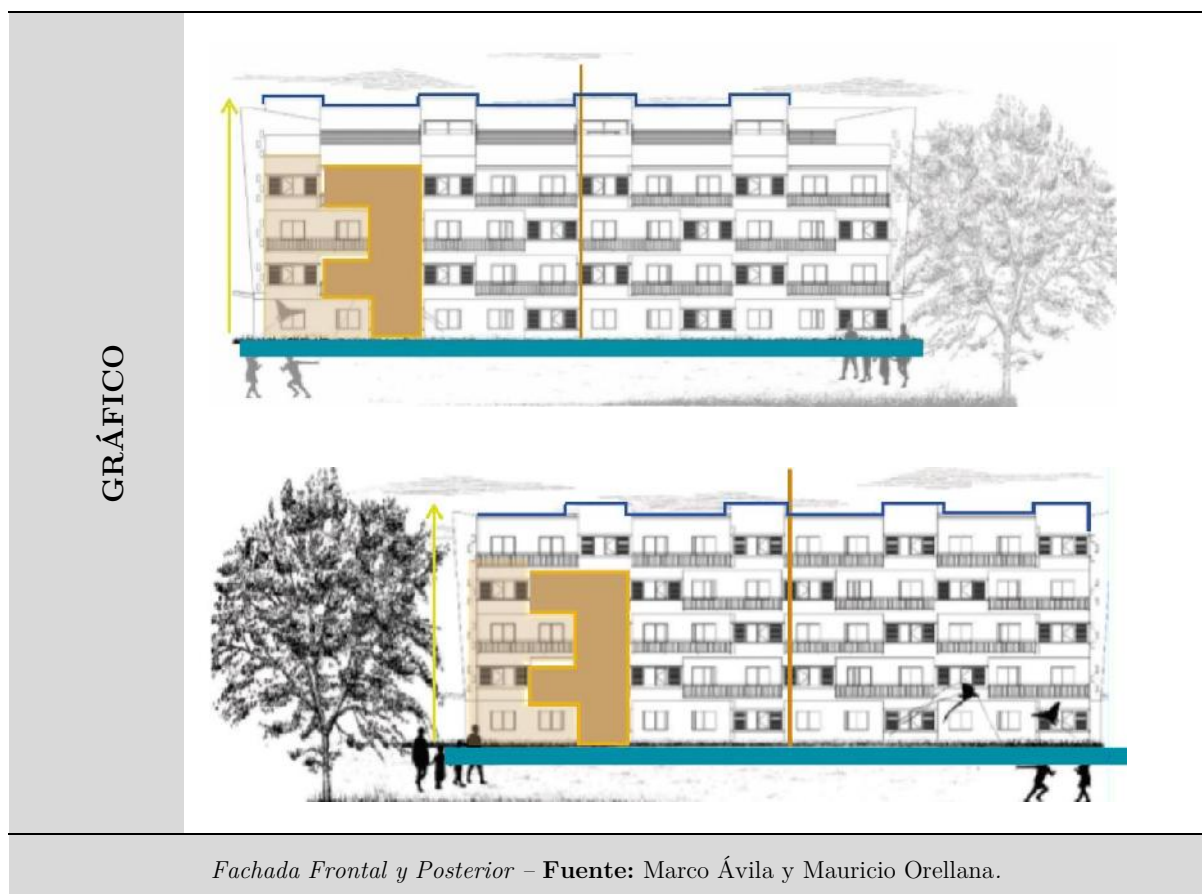 GRÁFICO
Fachada Frontal y Posterior – Fuente: Marco Ávila y Mauricio Orellana.